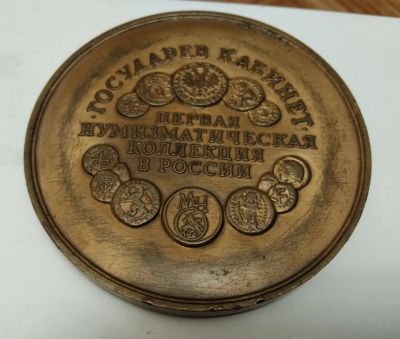 · ГОСУДАРЕВ КАБИНЕТ ·
ПЕРВАЯ
НУМИЗМАТИЧЕСКАЯ
КОЛЛЕКЦИЯ
В РОССИИ